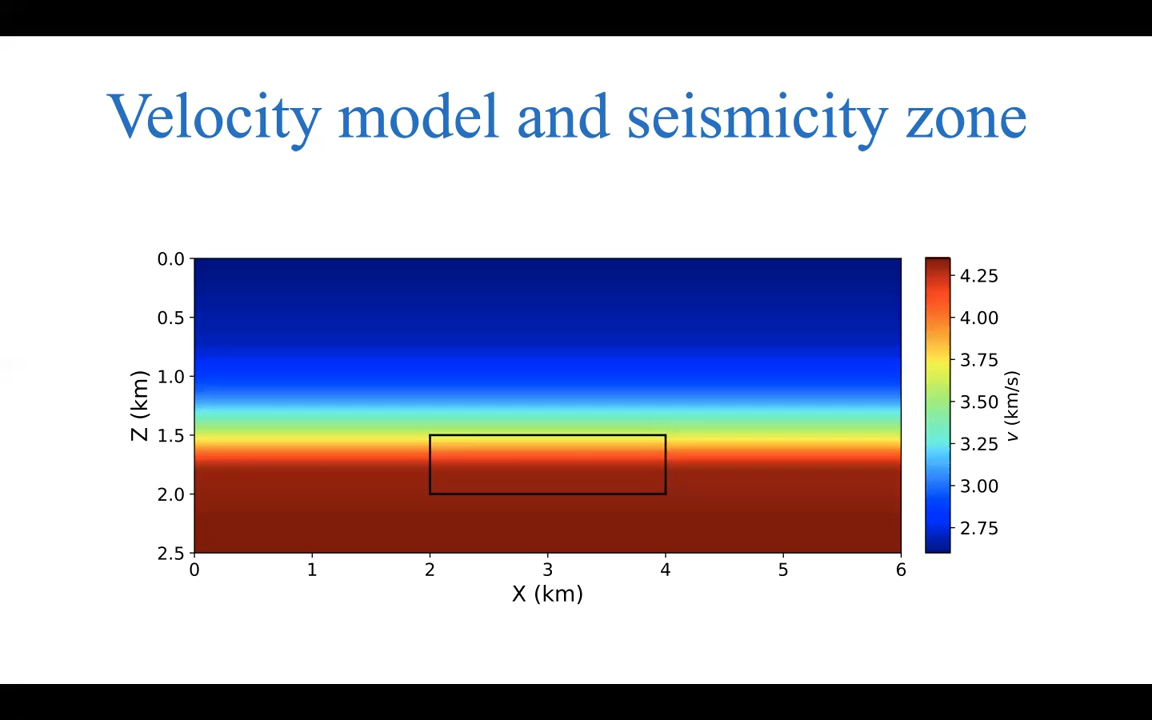 Velocity model and seismicity zone
0.0
0.5
1.0
1.5
2.0
2.5
Z (km)
0 1 2 3 4 5 6
X (km)
4.25
4.00
3.75
3.50
3.25
3.00
2.75
v (km/s)